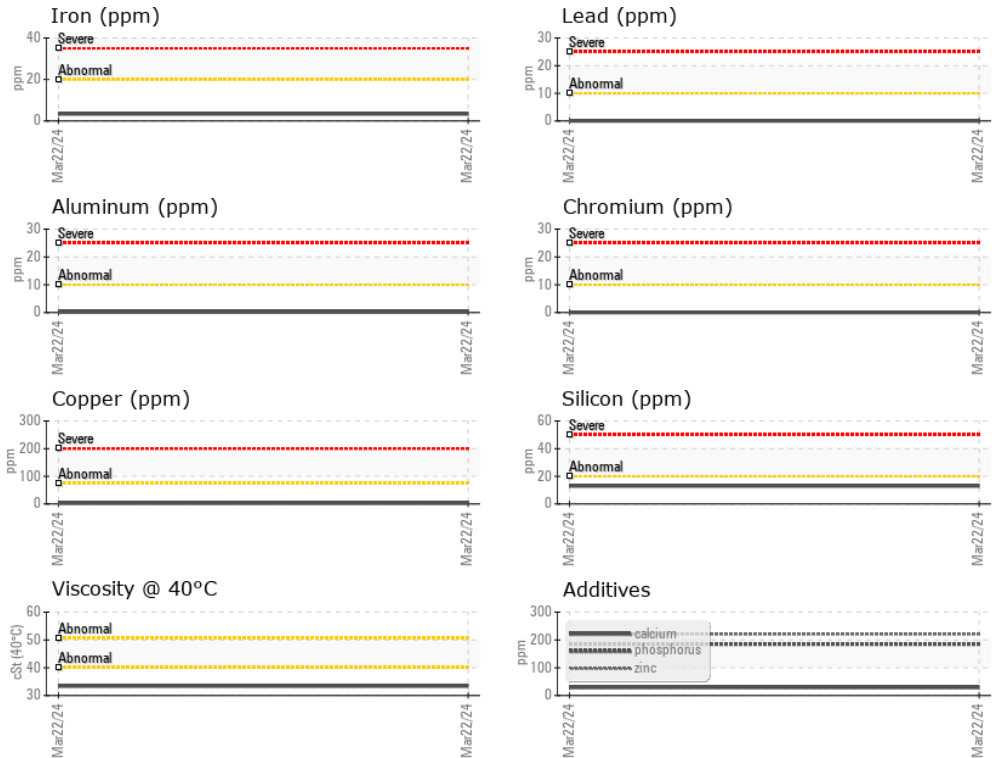 Iron (ppm)
40
20
0
ppm
Severe
Abnormal
Mar22/24
Mar22/24
Lead (ppm)
30
20
10
0
ppm
Severe
Abnormal
Mar22/24
Mar22/24
Aluminum (ppm)
30
20
10
0
ppm
Severe
Abnormal
Mar22/24
Mar22/24
Chromium (ppm)
30
20
10
0
ppm
Severe
Abnormal
Mar22/24
Mar22/24
Copper (ppm)
300
200
100
0
ppm
Severe
Abnormal
Mar22/24
Mar22/24
Silicon (ppm)
60
40
20
0
ppm
Severe
Abnormal
Mar22/24
Mar22/24
Viscosity @ 40°C
60
50
40
30
cSt (40°C)
Abnormal
Abnormal
Mar22/24
Mar22/24
Additives
300
200
100
0
ppm
calcium
phosphorus
zinc
Mar22/24
Mar22/24